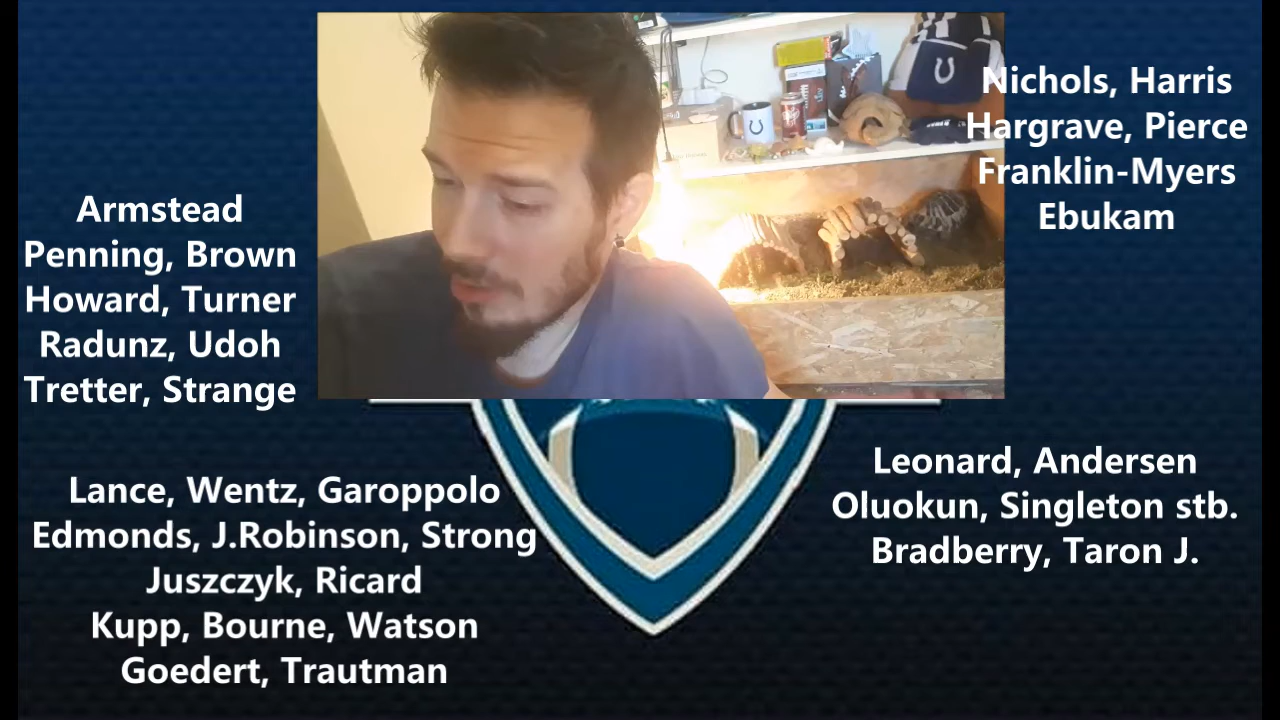 Nichols, Harris
Hargrave, Pierce
Franklin-Myers
Ebukam
Armstead
Penning, Brown
Howard, Turner
Radunz, Udoh
Tretter, Strange
Leonard, Andersen
Oluokun, Singleton stb.
Bradberry, Taron J.
Lance, Wentz, Garoppolo
Edmonds, J.Robinson, Strong
Juszczyk, Ricard
Kupp, Bourne, Watson
Goedert, Trautman